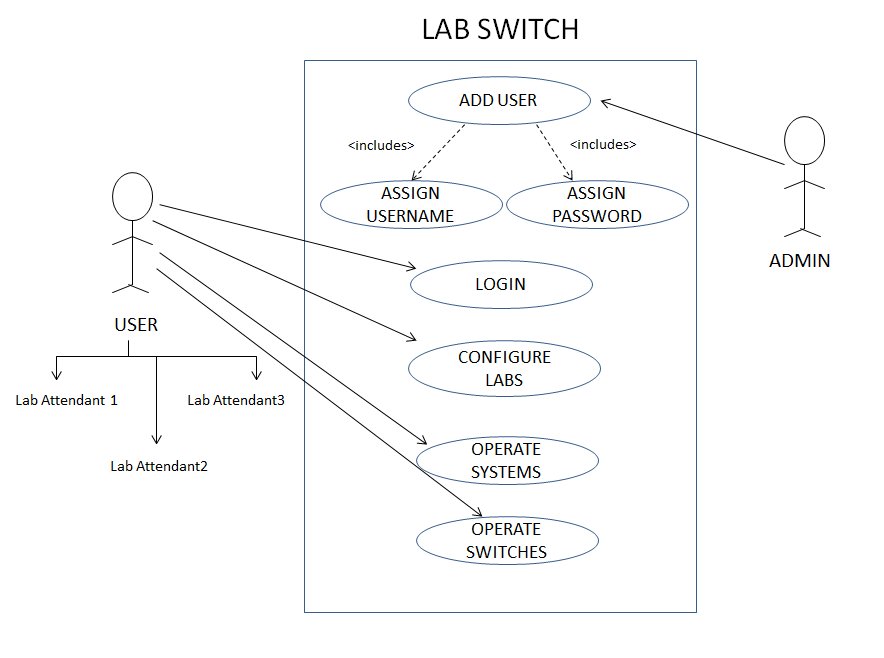 LAB SWITCH
ADD USER
<includes>
<includes>
ASSIGN
USERNAME
ASSIGN
PASSWORD
ADMIN
LOGIN
USER
CONFIGURE
LABS
Lab Attendant 1
Lab Attendant3
Lab Attendant2
OPERATE
SYSTEMS
OPERATE
SWITCHES